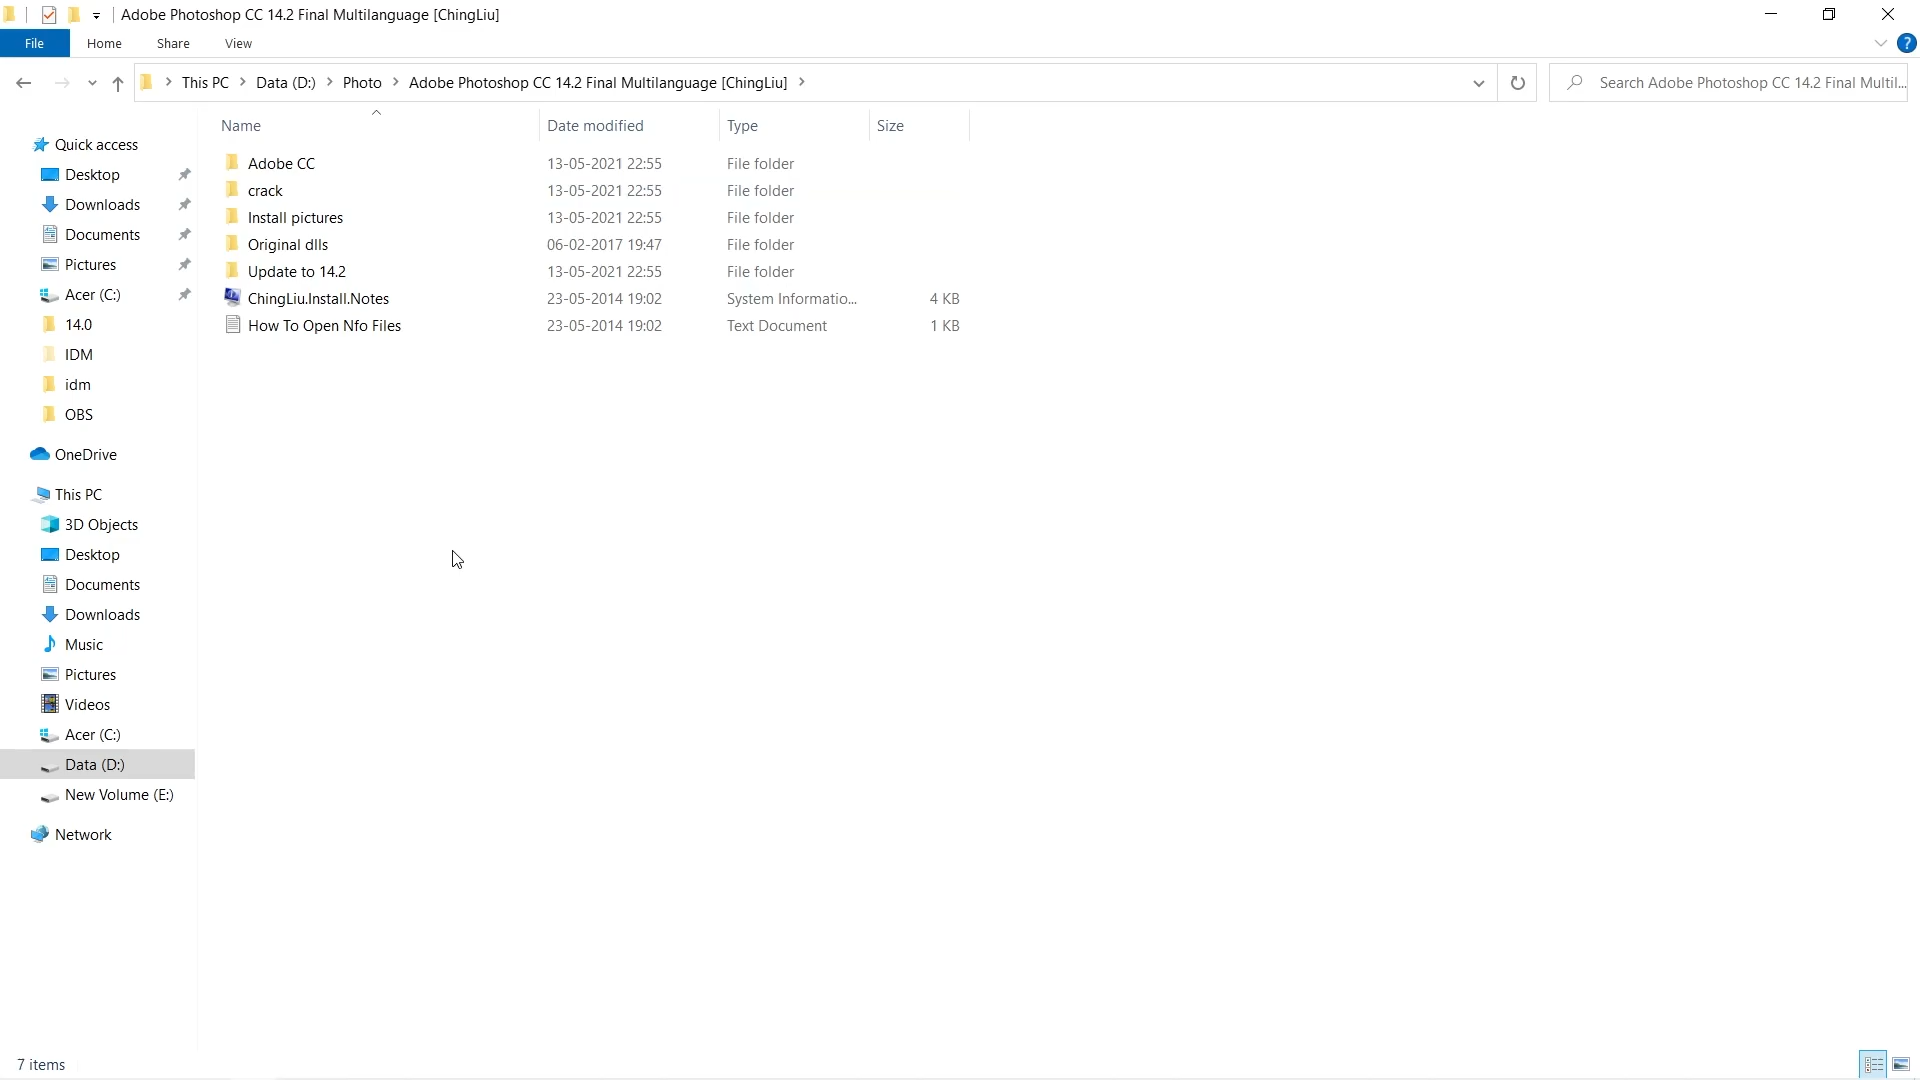 Adobe Photoshop CC 14.2 Final Multilanguage [ChingLiu]
File Home Share View
This PC Data (D:) Photo Adobe Photoshop CC 14.2 Final Multilanguage [ChingLiu]
Search Adobe Photoshop CC 14.2 Final Multil...
Name Date modified Type Size
Adobe CC 13-05-2021 22:55 File folder
crack 13-05-2021 22:55 File folder
Install pictures 13-05-2021 22:55 File folder
Original dlls 06-02-2017 19:47 File folder
Update to 14.2 13-05-2021 22:55 File folder
ChingLiu.Install.Notes 23-05-2014 19:02 System Informatio... 4 KB
How To Open Nfo Files 23-05-2014 19:02 Text Document 1 KB
Quick access
Desktop
Downloads
Documents
Pictures
Acer (C:)
14.0
IDM
idm
OBS
OneDrive
This PC
3D Objects
Desktop
Documents
Downloads
Music
Pictures
Videos
Acer (C:)
Data (D:)
New Volume (E:)
Network
7 items